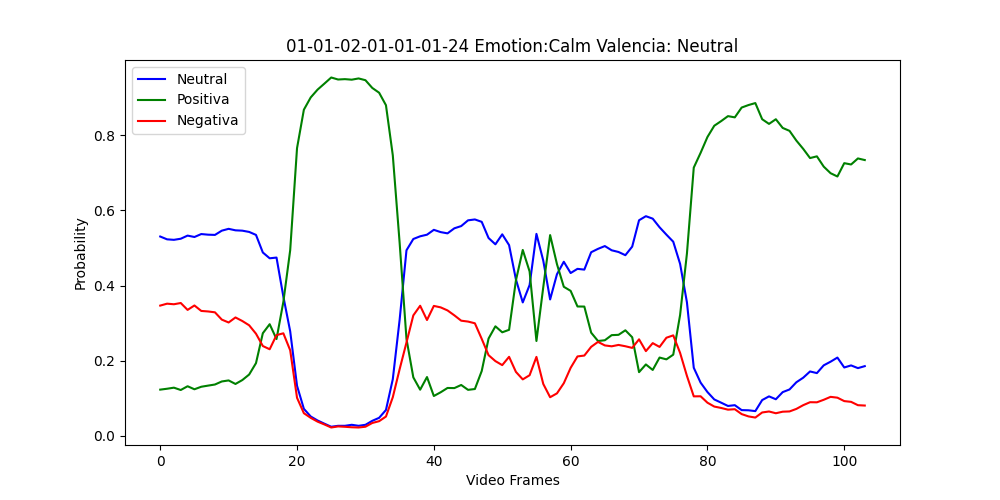 01-01-02-01-01-01-24 Emotion:Calm Valencia: Neutral
Neutral
Positiva
Negativa
Probability
0.8
0.6
0.4
0.2
0.0
0 20 40 60 80 100
Video Frames